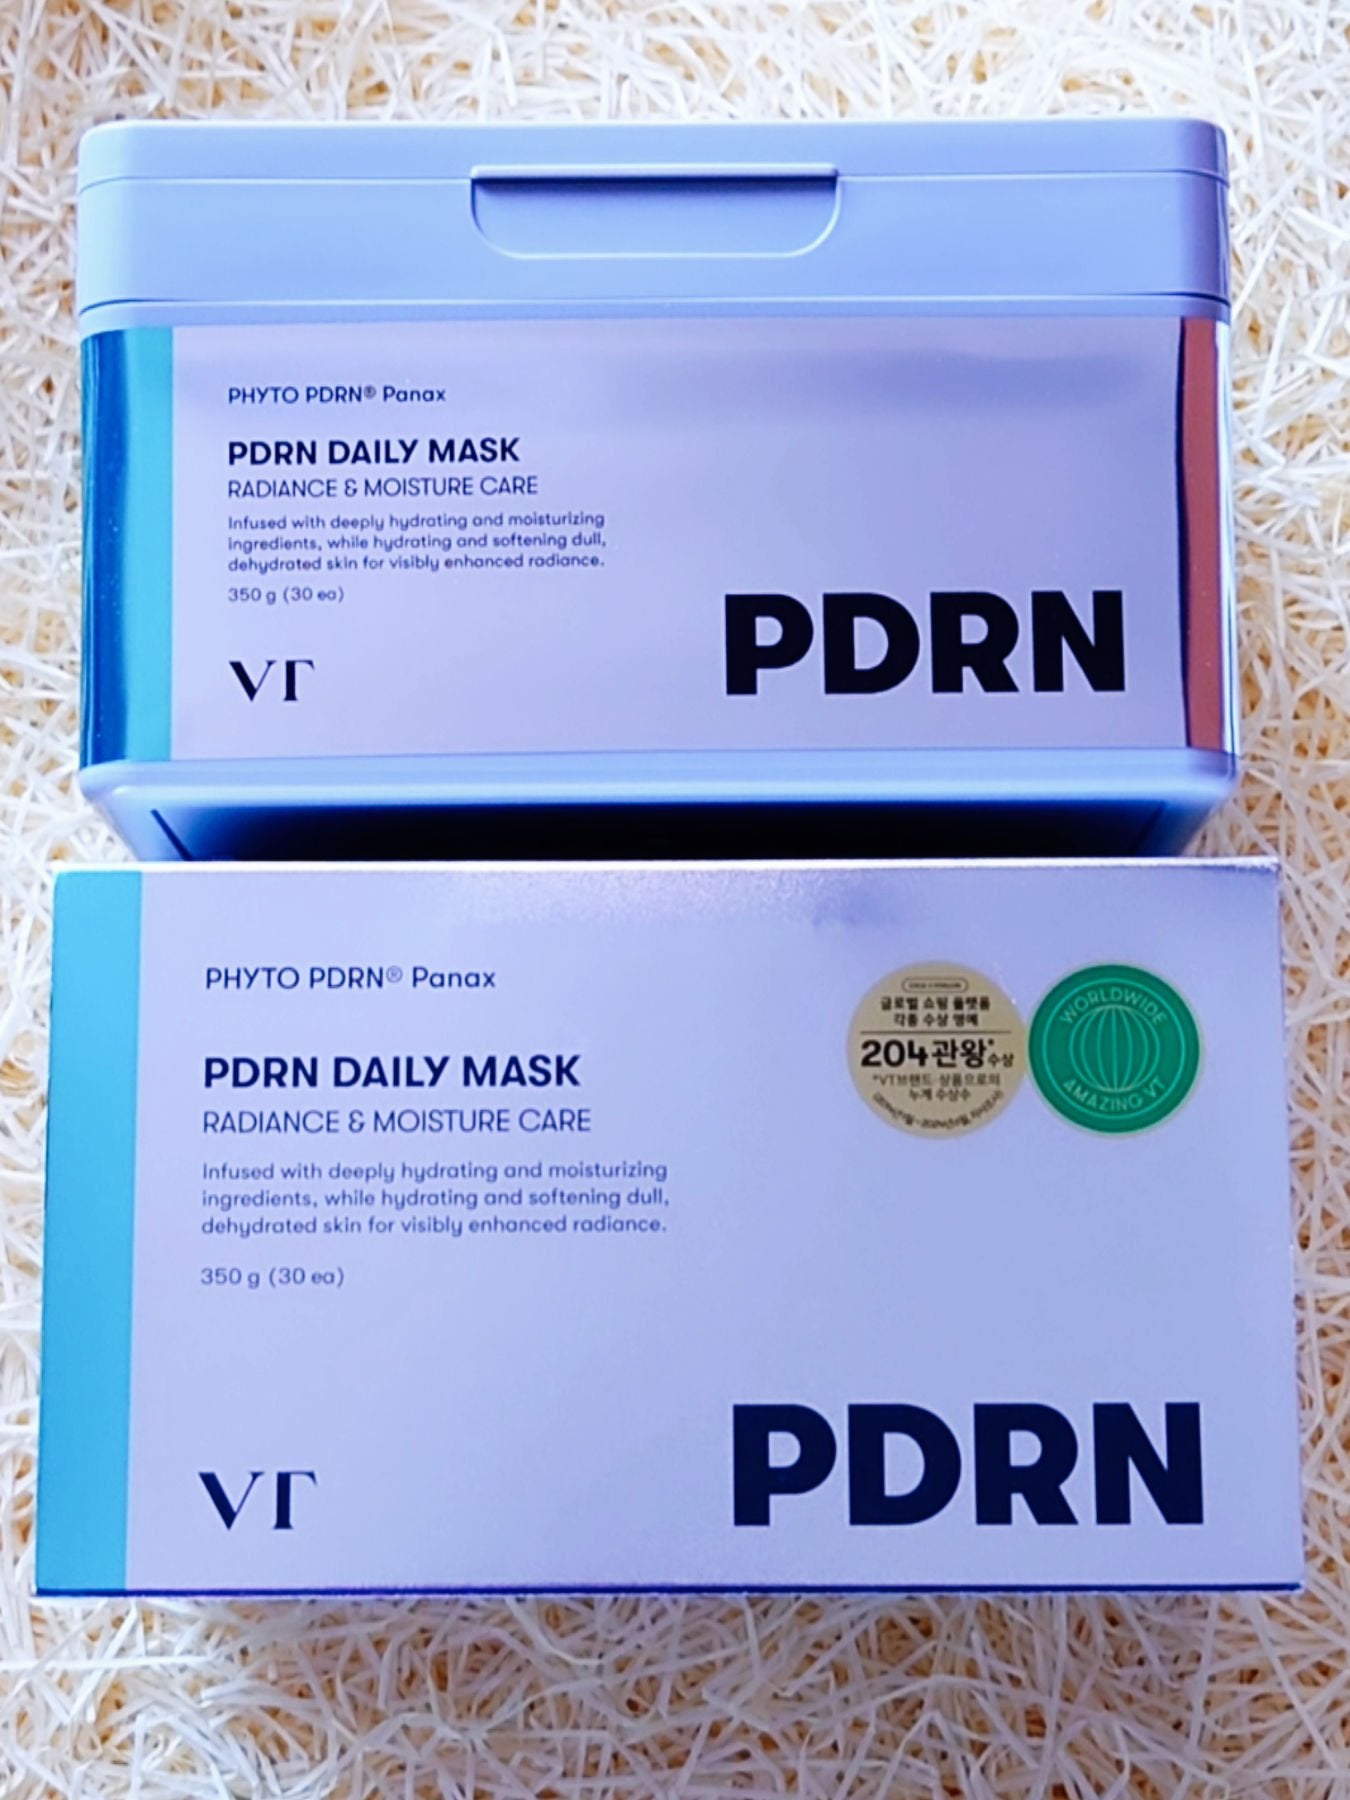 PHYTO PDRN® Panax
PDRN DAILY MASK
RADIANCE & MOISTURE CARE
Infused with deeply hydrating and moisturizing
ingredients, while hydrating and softening dull,
dehydrated skin for visibly enhanced radiance.
350 g (30 ea)
VT
PDRN
PHYTO PDRN® Panax
PDRN DAILY MASK
RADIANCE & MOISTURE CARE
Infused with deeply hydrating and moisturizing
ingredients, while hydrating and softening dull,
dehydrated skin for visibly enhanced radiance.
350 g (30 ea)
VT
PDRN
글로벌 쇼핑 플랫폼
각종 수상 명예
204관왕*수상
*VT브랜드·상품으로의
누계 수상수
WORLDWIDE
AMAZING VT